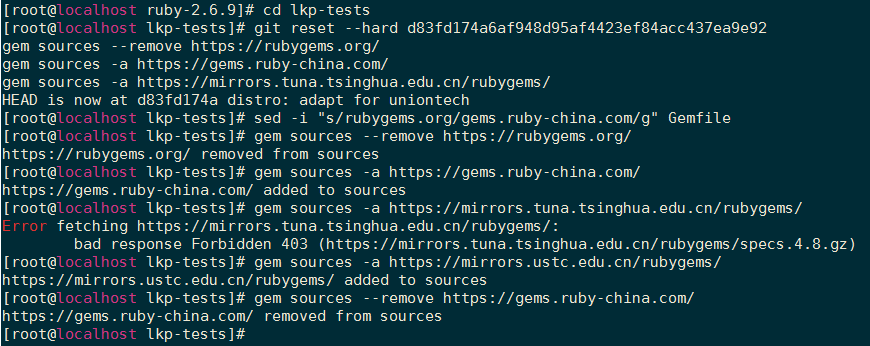 [root@localhost ruby-2.6.9]# cd lkp-tests
[root@localhost lkp-tests]# git reset --hard d83fd174a6af948d95af4423ef84acc437ea9e92
gem sources --remove https://rubygems.org/
gem sources -a https://gems.ruby-china.com/
gem sources -a https://mirrors.tuna.tsinghua.edu.cn/rubygems/
HEAD is now at d83fd174a distro: adapt for uniontech
[root@localhost lkp-tests]# sed -i "s/rubygems.org/gems.ruby-china.com/g" Gemfile
[root@localhost lkp-tests]# gem sources --remove https://rubygems.org/
https://rubygems.org/ removed from sources
[root@localhost lkp-tests]# gem sources -a https://gems.ruby-china.com/
https://gems.ruby-china.com/ added to sources
[root@localhost lkp-tests]# gem sources -a https://mirrors.tuna.tsinghua.edu.cn/rubygems/
Error fetching https://mirrors.tuna.tsinghua.edu.cn/rubygems/:
        bad response Forbidden 403 (https://mirrors.tuna.tsinghua.edu.cn/rubygems/specs.4.8.gz)
[root@localhost lkp-tests]# gem sources -a https://mirrors.ustc.edu.cn/rubygems/
https://mirrors.ustc.edu.cn/rubygems/ added to sources
[root@localhost lkp-tests]# gem sources --remove https://gems.ruby-china.com/
https://gems.ruby-china.com/ removed from sources
[root@localhost lkp-tests]#